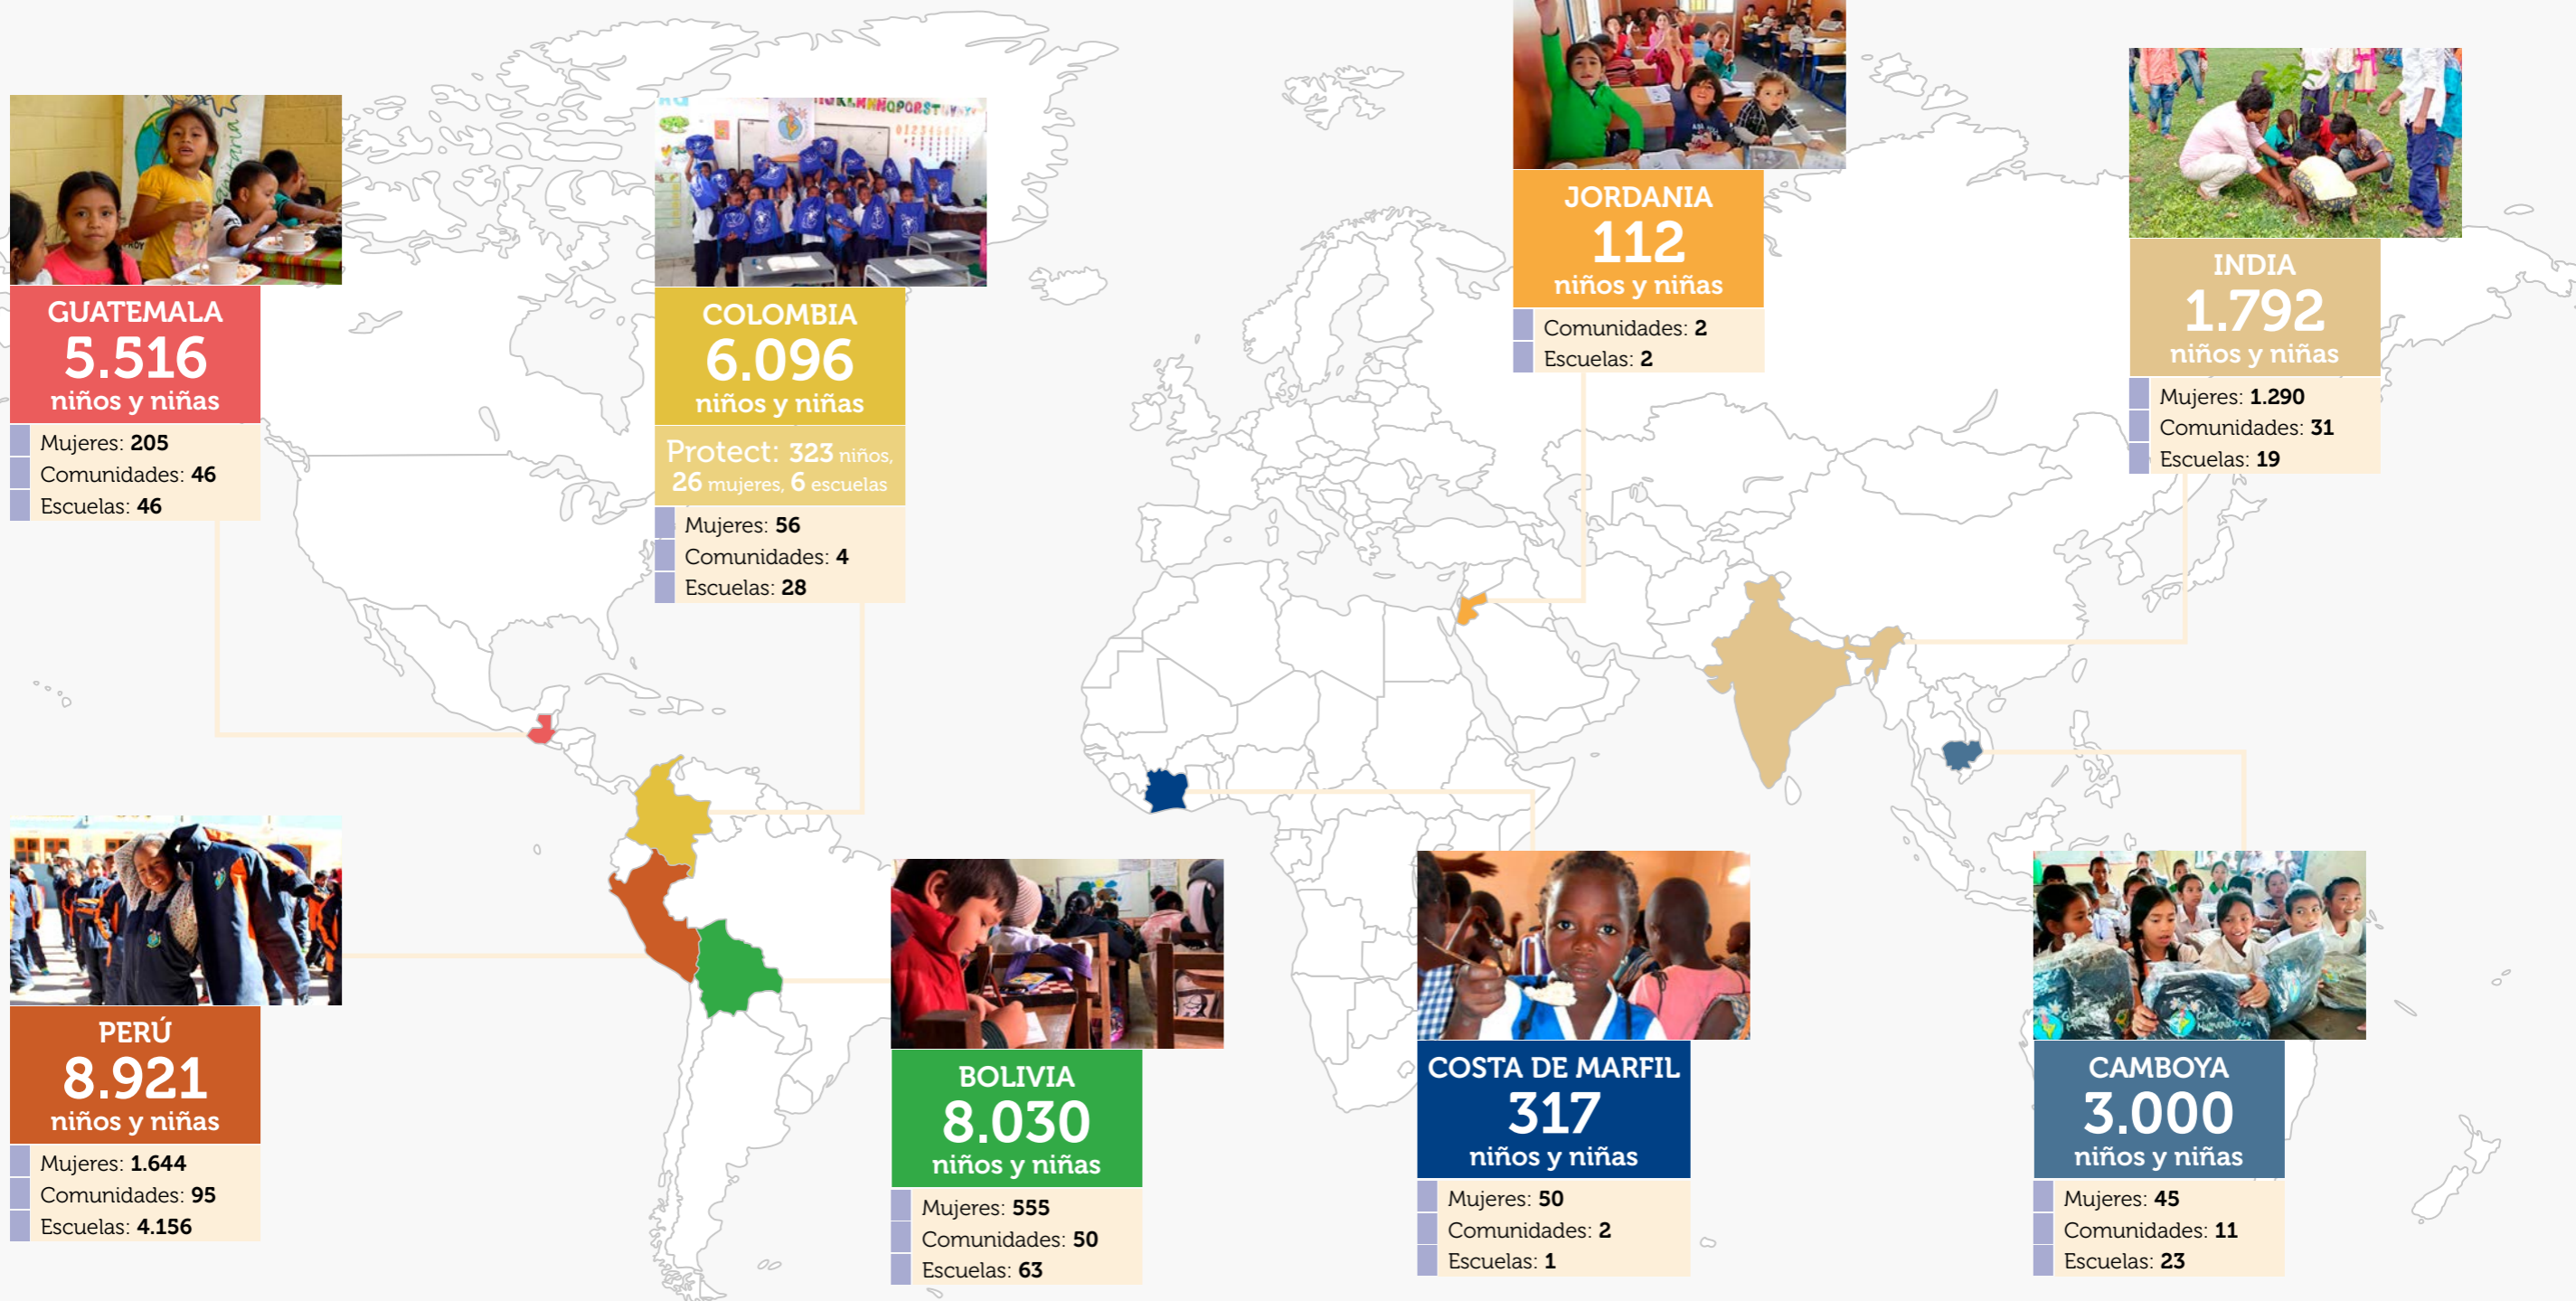 GUATEMALA
5.516
niños y niñas
Mujeres: 205
Comunidades: 46
Escuelas: 46
COLOMBIA
6.096
niños y niñas
Protect: 323 niños,
26 mujeres, 6 escuelas
Mujeres: 56
Comunidades: 4
Escuelas: 28
JORDANIA
112
niños y niñas
Comunidades: 2
Escuelas: 2
INDIA
1.792
niños y niñas
Mujeres: 1.290
Comunidades: 31
Escuelas: 19
PERÚ
8.921
niños y niñas
Mujeres: 1.644
Comunidades: 95
Escuelas: 4.156
BOLIVIA
8.030
niños y niñas
Mujeres: 555
Comunidades: 50
Escuelas: 63
COSTA DE MARFIL
317
niños y niñas
Mujeres: 50
Comunidades: 2
Escuelas: 1
CAMBOYA
3.000
niños y niñas
Mujeres: 45
Comunidades: 11
Escuelas: 23